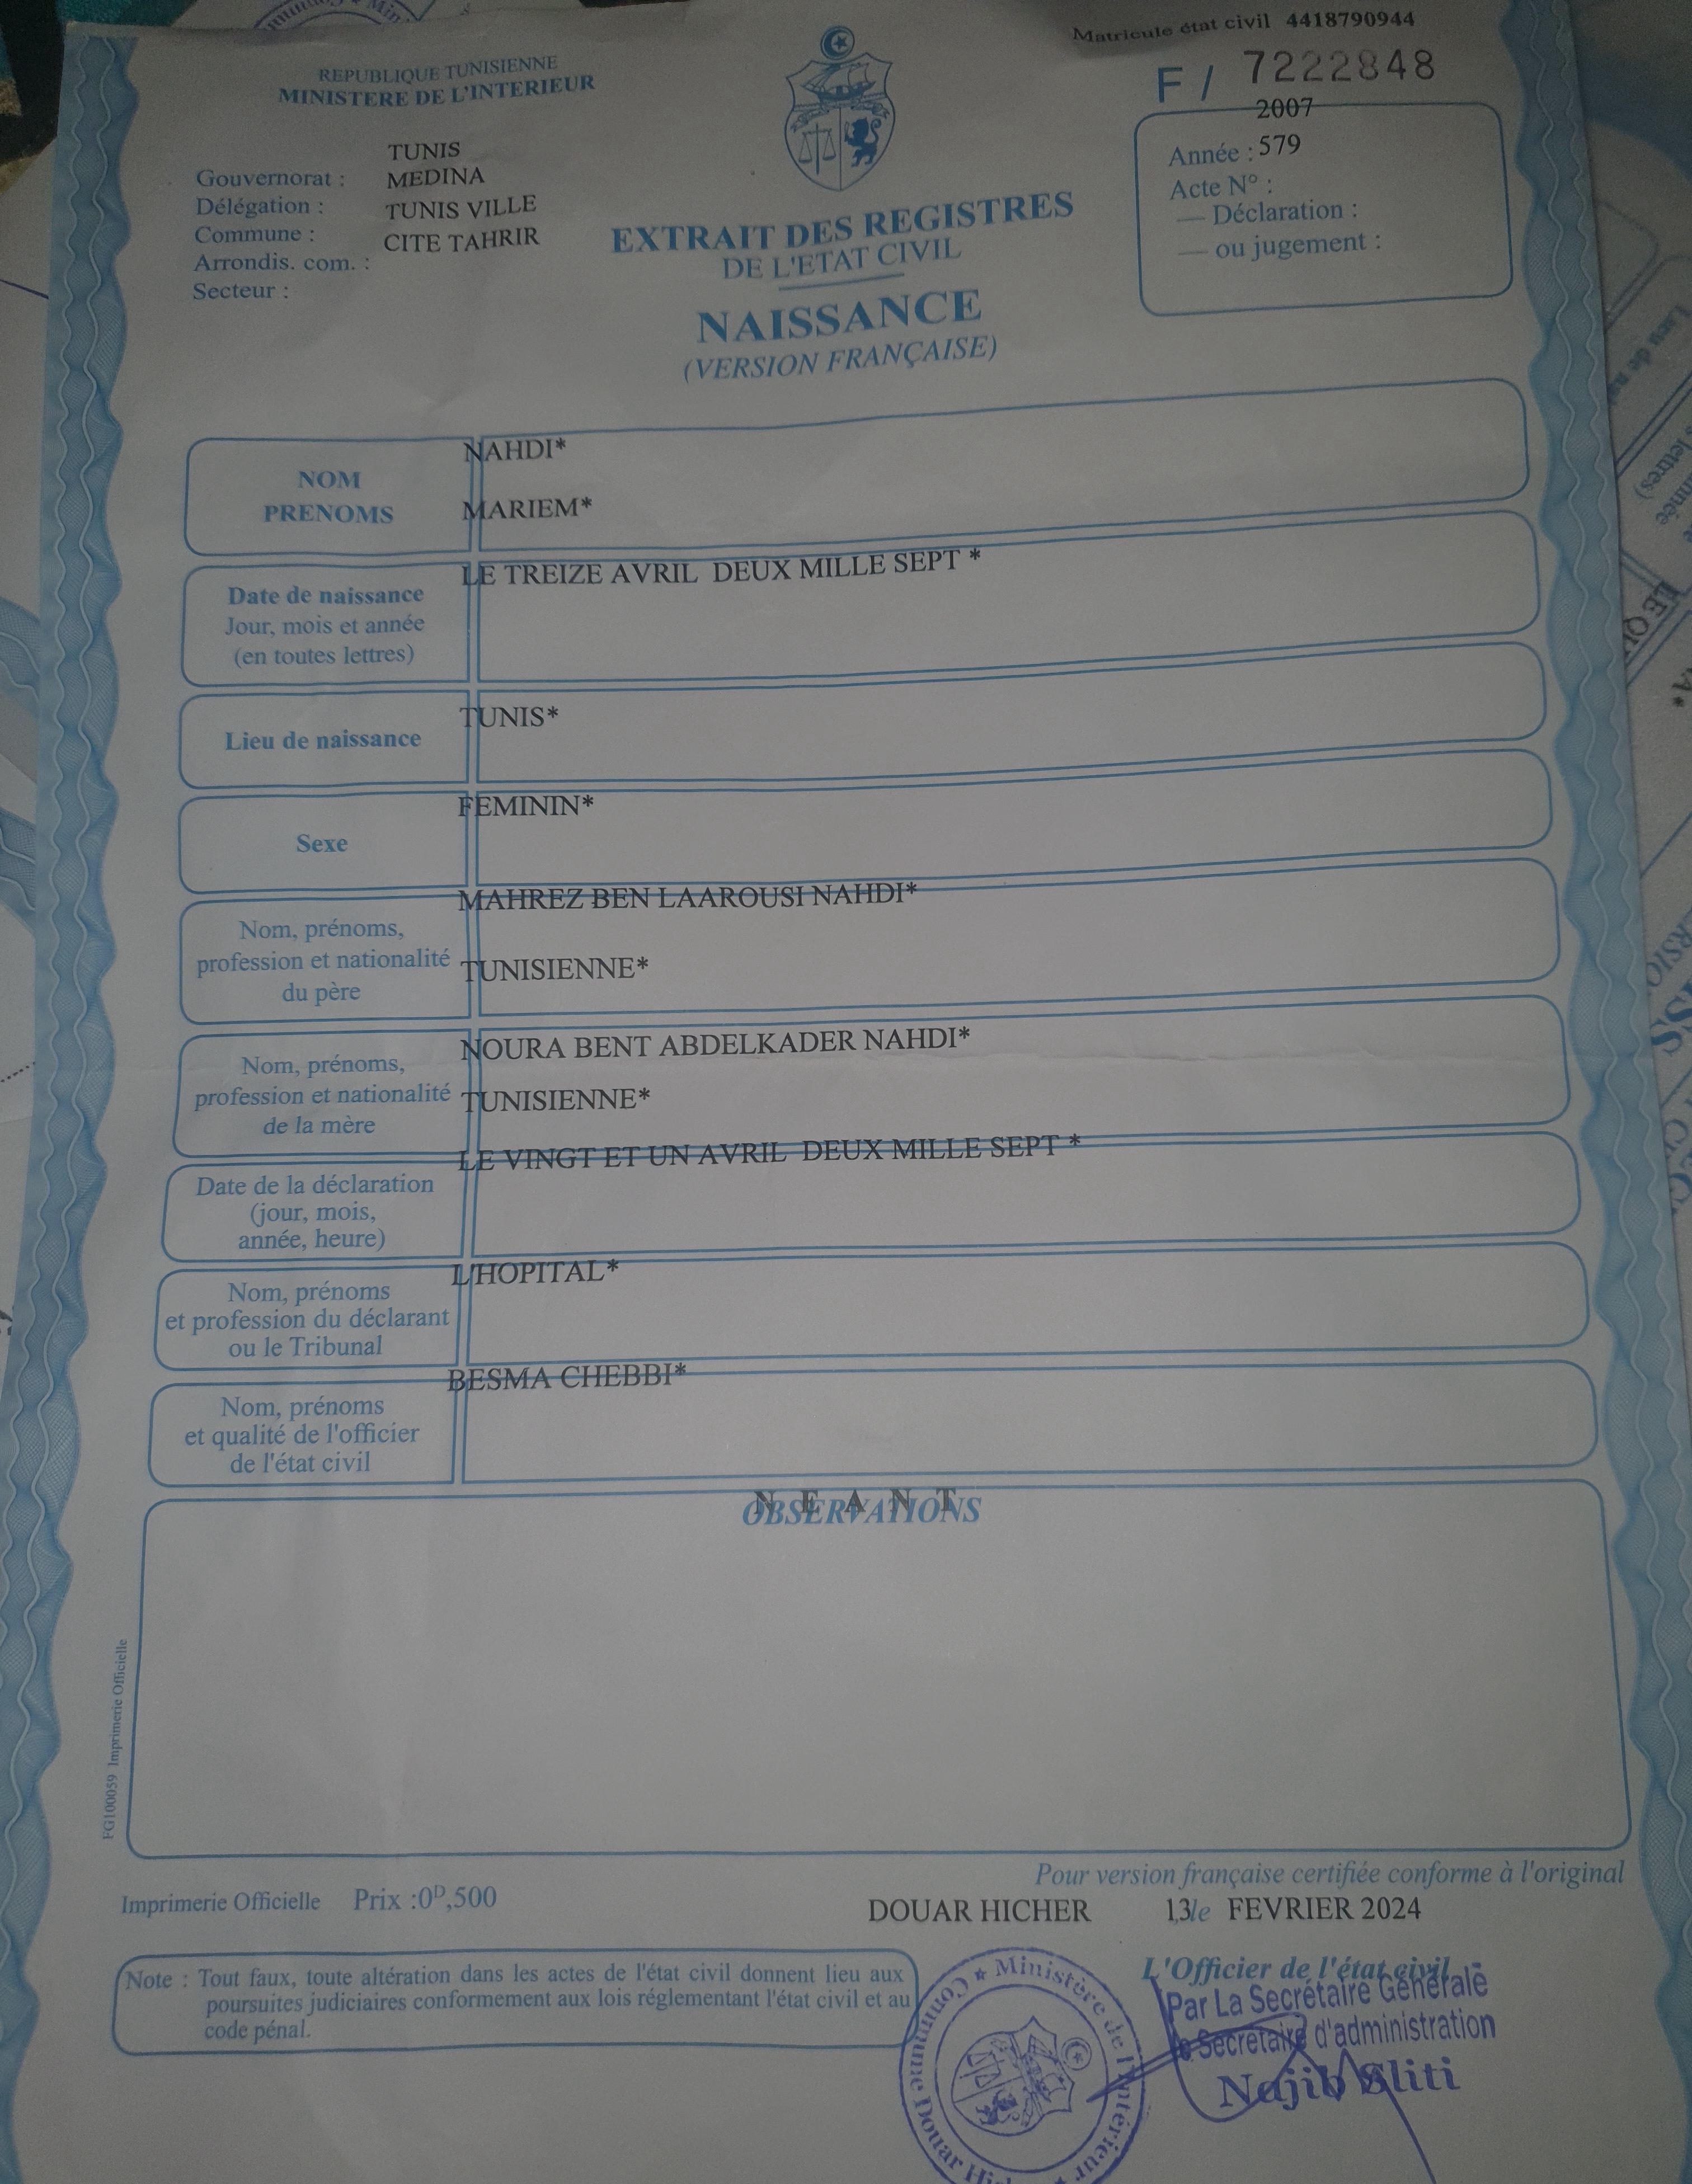 Matricule état civil 4418790944
REPUBLIQUE TUNISIENNE
MINISTERE DE L'INTERIEUR
F / 7222848
2007
Année : 579
Acte N° :
— Déclaration :
— ou jugement :
TUNIS
Gouvernorat : MEDINA
Délégation : TUNIS VILLE
Commune : CITE TAHRIR
Arrondis. com. :
Secteur :
EXTRAIT DES REGISTRES
DE L'ETAT CIVIL
NAISSANCE
(VERSION FRANÇAISE)
NAHDI*
NOM
PRENOMS
MARIEM*
LE TREIZE AVRIL DEUX MILLE SEPT *
Date de naissance
Jour, mois et année
(en toutes lettres)
TUNIS*
Lieu de naissance
FEMININ*
Sexe
MAHREZ BEN LAAROUSI NAHDI*
Nom, prénoms,
profession et nationalité
du père
TUNISIENNE*
NOURA BENT ABDELKADER NAHDI*
Nom, prénoms,
profession et nationalité
de la mère
TUNISIENNE*
LE VINGT ET UN AVRIL DEUX MILLE SEPT *
Date de la déclaration
(jour, mois,
année, heure)
L'HOPITAL*
Nom, prénoms
et profession du déclarant
ou le Tribunal
BESMA CHEBBI*
Nom, prénoms
et qualité de l'officier
de l'état civil
N E A N T
OBSERVATIONS
FG100059 Imprimerie Officielle
Pour version française certifiée conforme à l'original
Imprimerie Officielle Prix :0ᴰ,500
DOUAR HICHER 13 le FEVRIER 2024
L'Officier de l'état civil
Par La Secrétaire Générale
le Secrétaire d'administration
Nejib Sliti
Note : Tout faux, toute altération dans les actes de l'état civil donnent lieu aux
poursuites judiciaires conformement aux lois réglementant l'état civil et au
code pénal.
Ministère de l'Intérieur
Commune Douar